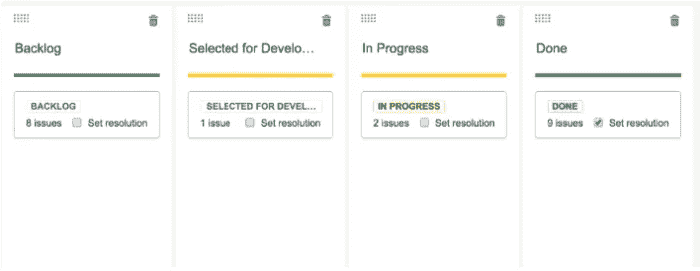 Backlog
Selected for Develo...
In Progress
Done
BACKLOG
8 issues Set resolution
SELECTED FOR DEVEL...
1 issue Set resolution
IN PROGRESS
2 issues Set resolution
DONE
9 issues Set resolution